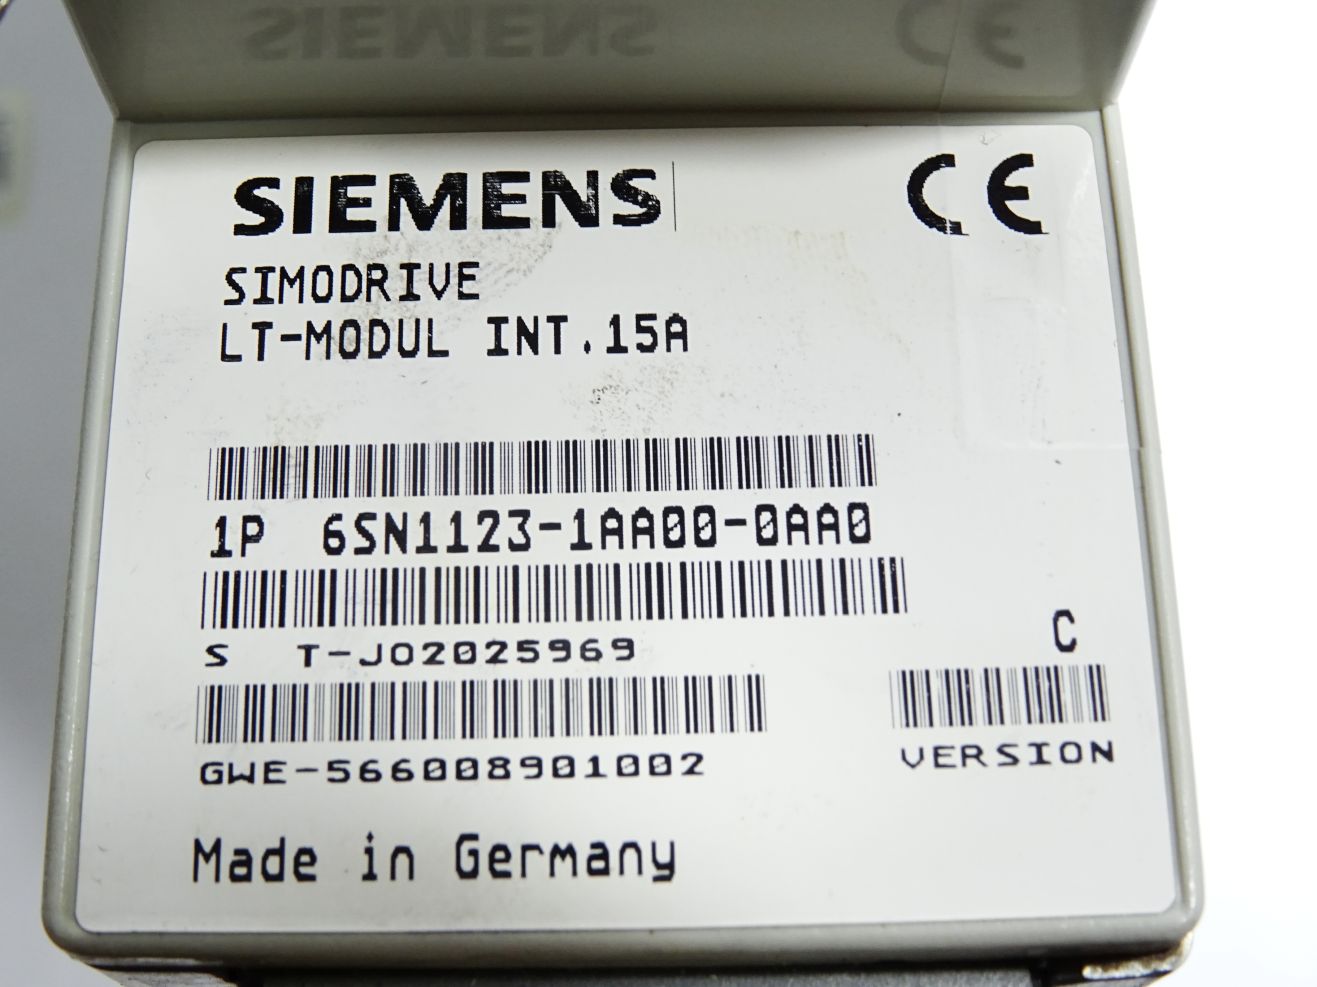 SIEMENS CE
SIMODRIVE
LT-MODUL INT.15A
1P 6SN1123-1AA00-0AA0
C
S T-J02025969
GWE-566008901002
VERSION
Made in Germany